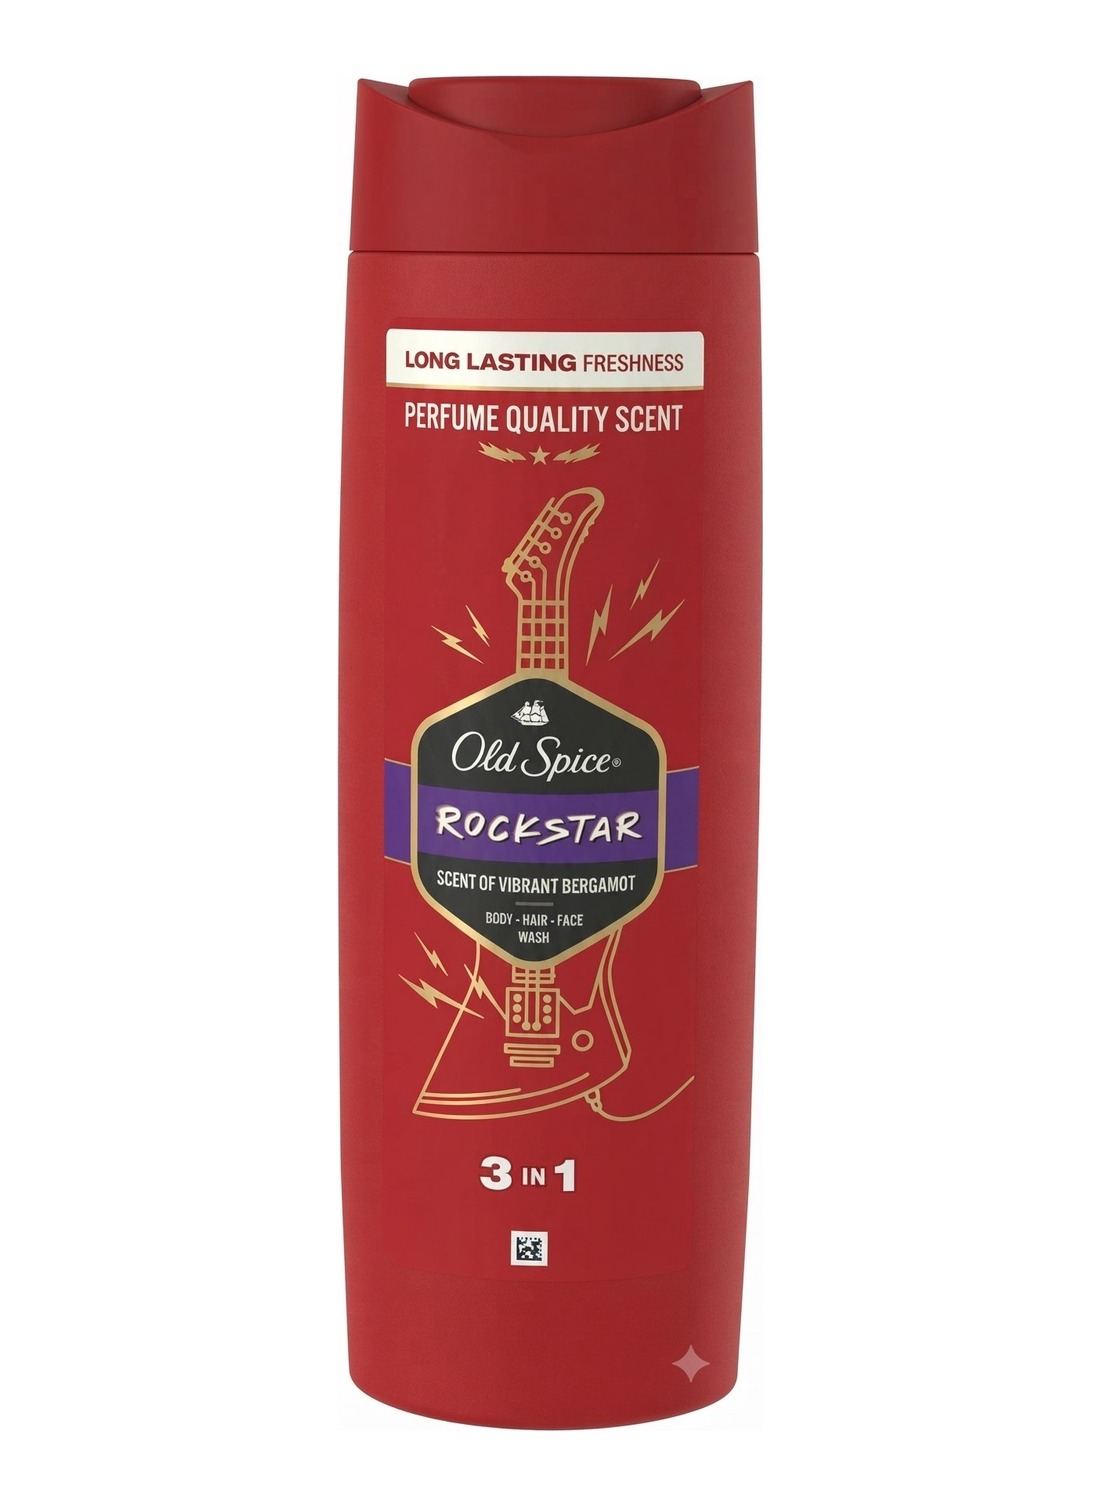 LONG LASTING FRESHNESS
PERFUME QUALITY SCENT
Old Spice®
ROCKSTAR
SCENT OF VIBRANT BERGAMOT
BODY - HAIR - FACE
WASH
3 IN 1